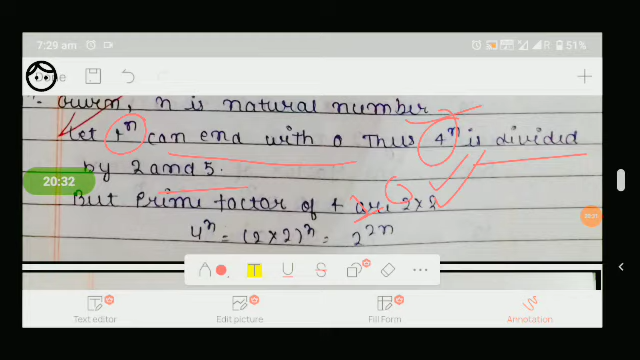 7:29 am
51%
Given, n is natural number
Let 4ⁿ can end with 0 Thus 4ⁿ is divided
by 2 and 5.
20:32
But Prime factor of 4 are 2×2
4ⁿ = (2×2)ⁿ = 2²ⁿ
T U S
Text editor
Edit picture
Fill Form
Annotation